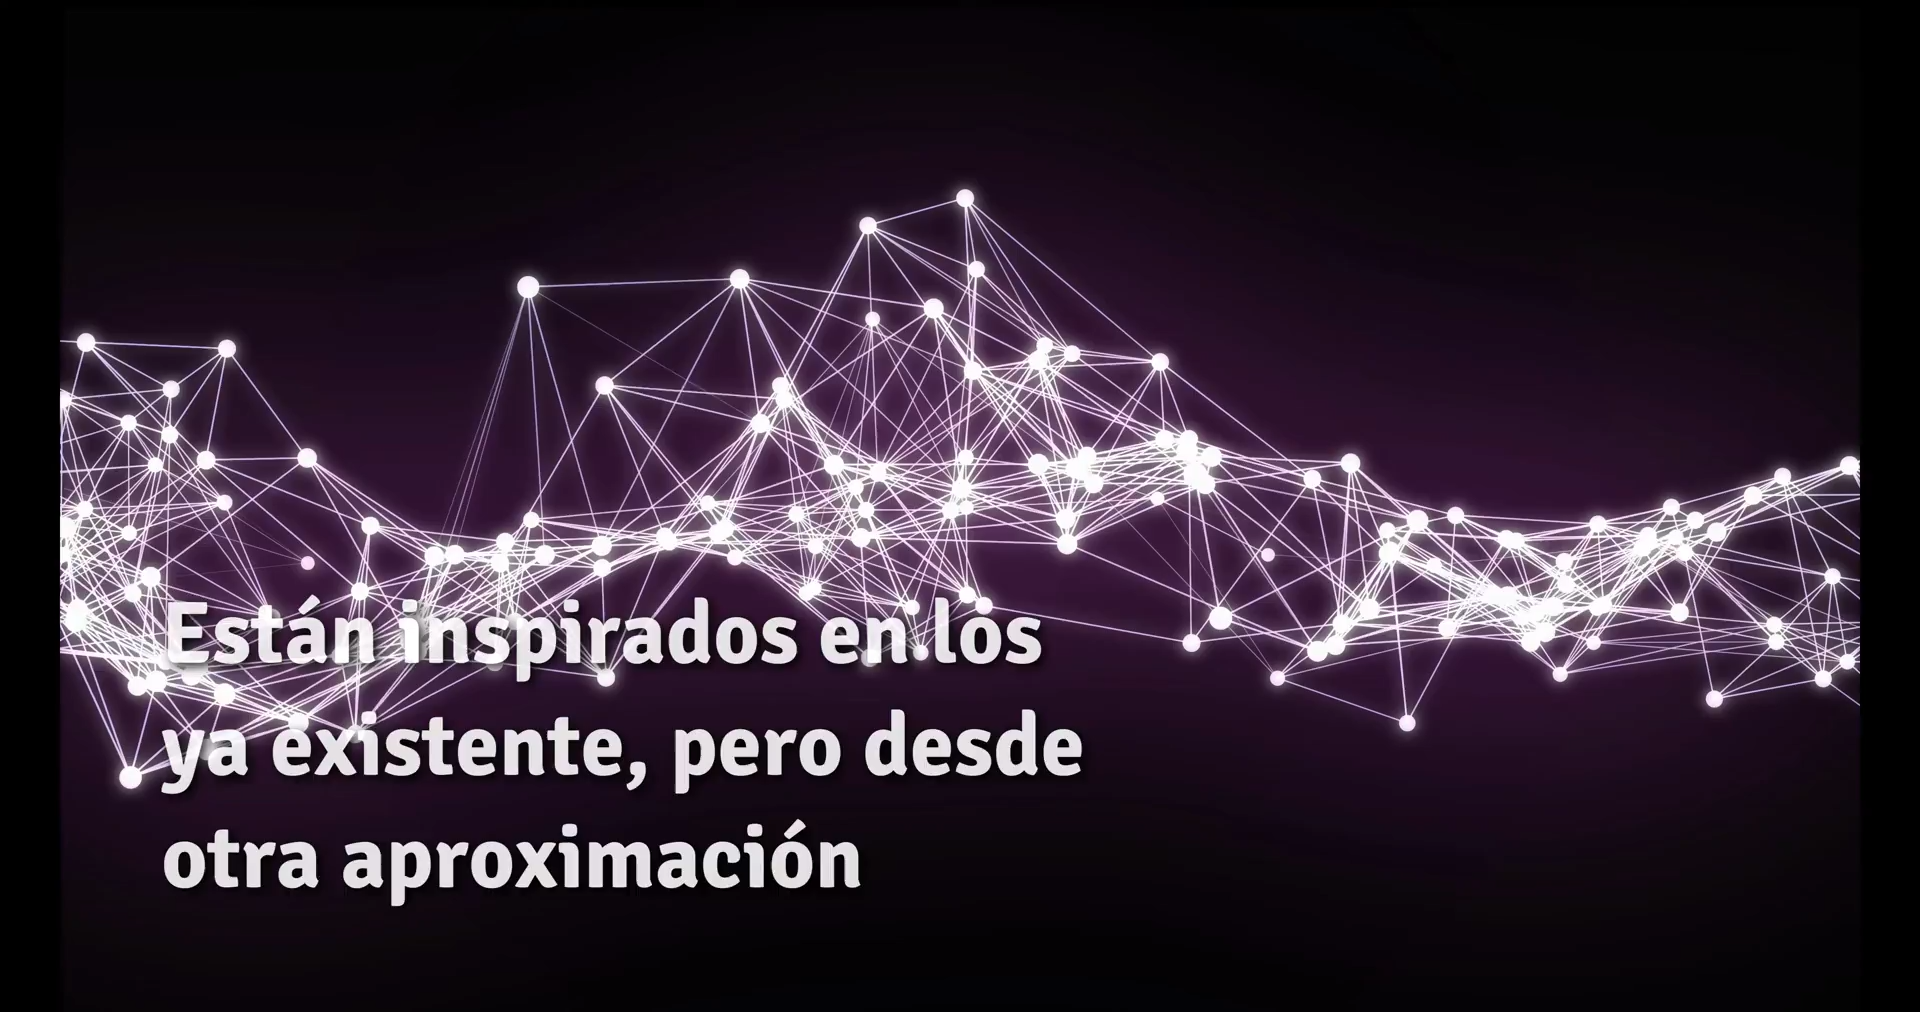 Están inspirados en los
ya existente, pero desde
otra aproximación